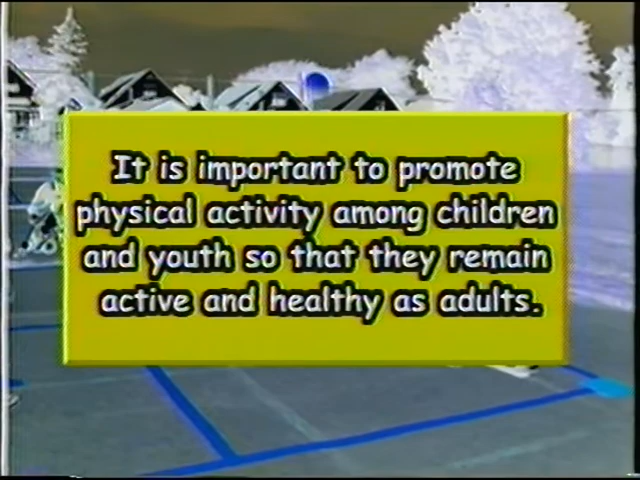 It is important to promote
physical activity among children
and youth so that they remain
active and healthy as adults.